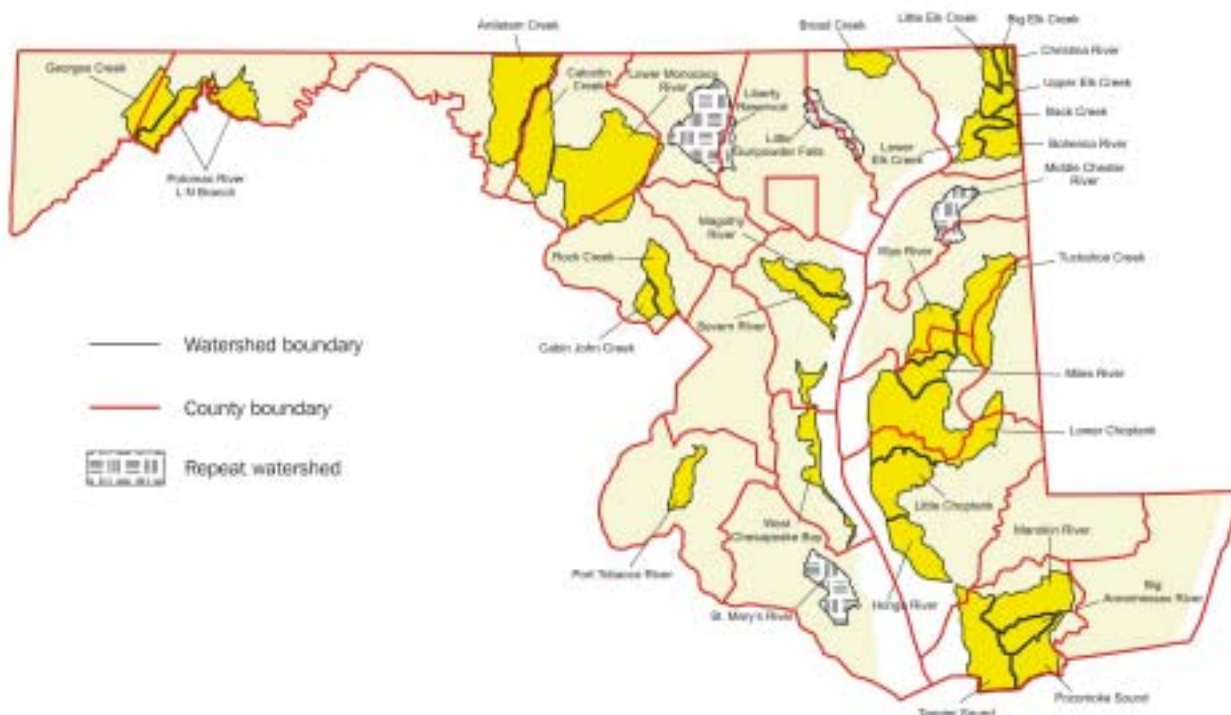 Antietam Creek
Broad Creek
Little Elk Creek
Big Elk Creek
Christina River
Georges Creek
Catoctin
Creek
Lower Monocacy
River
Liberty
Reservoir
Upper Elk Creek
Back Creek
Little
Gunpowder Falls
Lower
Elk Creek
Bohemia River
Middle Chester
River
Potomac River
L N Branch
Magothy
River
Wye River
Tuckahoe Creek
Rock Creek
Severn River
Cabin John Creek
Watershed boundary
Miles River
County boundary
Lower Choptank
Repeat watershed
Little Choptank
West
Chesapeake Bay
Manokin River
Port Tobacco River
Big
Annemessex River
St. Mary's River
Honga River
Pocomoke Sound
Tangier Sound